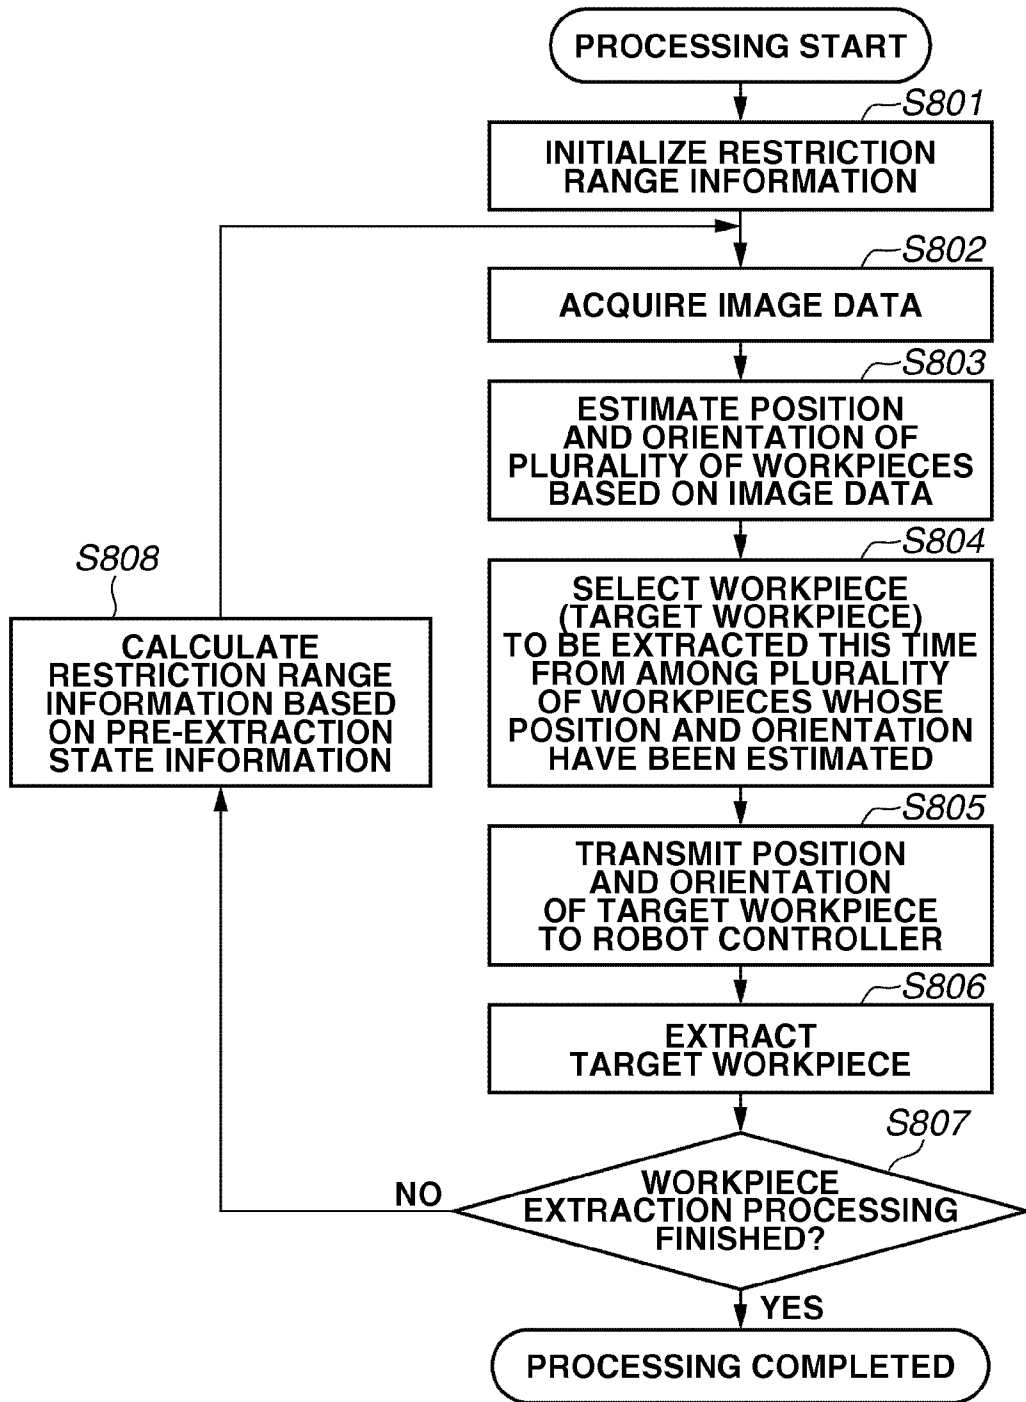 PROCESSING START
S801
INITIALIZE RESTRICTION
RANGE INFORMATION
S802
ACQUIRE IMAGE DATA
S803
ESTIMATE POSITION
AND ORIENTATION OF
PLURALITY OF WORKPIECES
BASED ON IMAGE DATA
S804
SELECT WORKPIECE
(TARGET WORKPIECE)
TO BE EXTRACTED THIS TIME
FROM AMONG PLURALITY
OF WORKPIECES WHOSE
POSITION AND ORIENTATION
HAVE BEEN ESTIMATED
S805
TRANSMIT POSITION
AND ORIENTATION
OF TARGET WORKPIECE
TO ROBOT CONTROLLER
S806
EXTRACT
TARGET WORKPIECE
S807
WORKPIECE
EXTRACTION PROCESSING
FINISHED?
NO
S808
CALCULATE
RESTRICTION RANGE
INFORMATION BASED
ON PRE-EXTRACTION
STATE INFORMATION
YES
PROCESSING COMPLETED